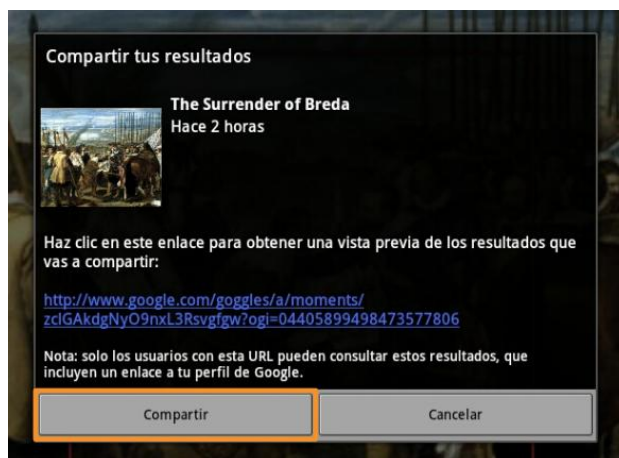 Compartir tus resultados
The Surrender of Breda
Hace 2 horas
Haz clic en este enlace para obtener una vista previa de los resultados que
vas a compartir:
http://www.google.com/goggles/a/moments/
zclGAkdgNyO9nxL3Rsvgfgw?ogi=04405899498473577806
Nota: solo los usuarios con esta URL pueden consultar estos resultados, que
incluyen un enlace a tu perfil de Google.
Compartir
Cancelar